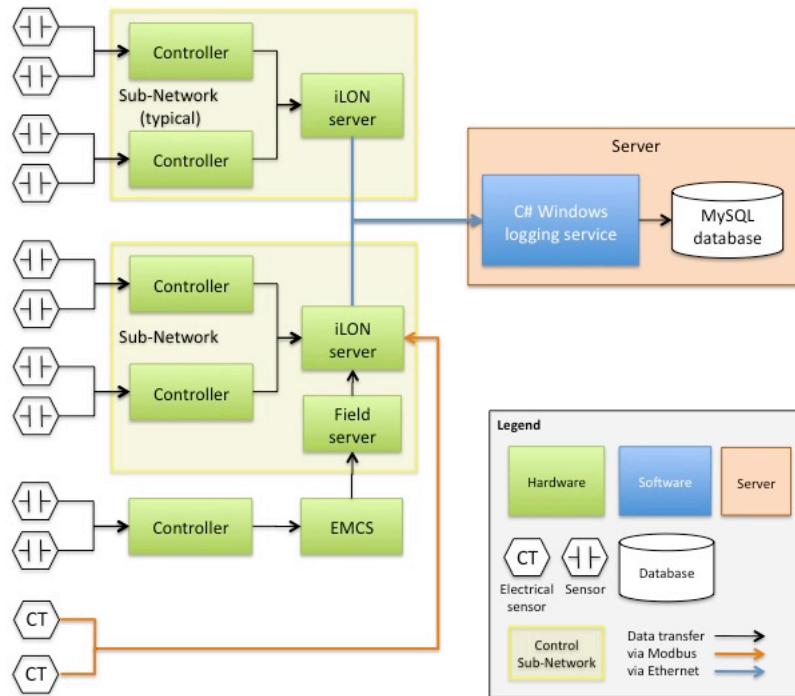 Controller
Sub-Network
(typical)
Controller
iLON
server
Server
C# Windows
logging service
MySQL
database
Controller
Sub-Network
Controller
iLON
server
Field
server
Controller
EMCS
CT
CT
Legend
Hardware
Software
Server
CT
Electrical
sensor
Sensor
Database
Control
Sub-Network
Data transfer
via Modbus
via Ethernet